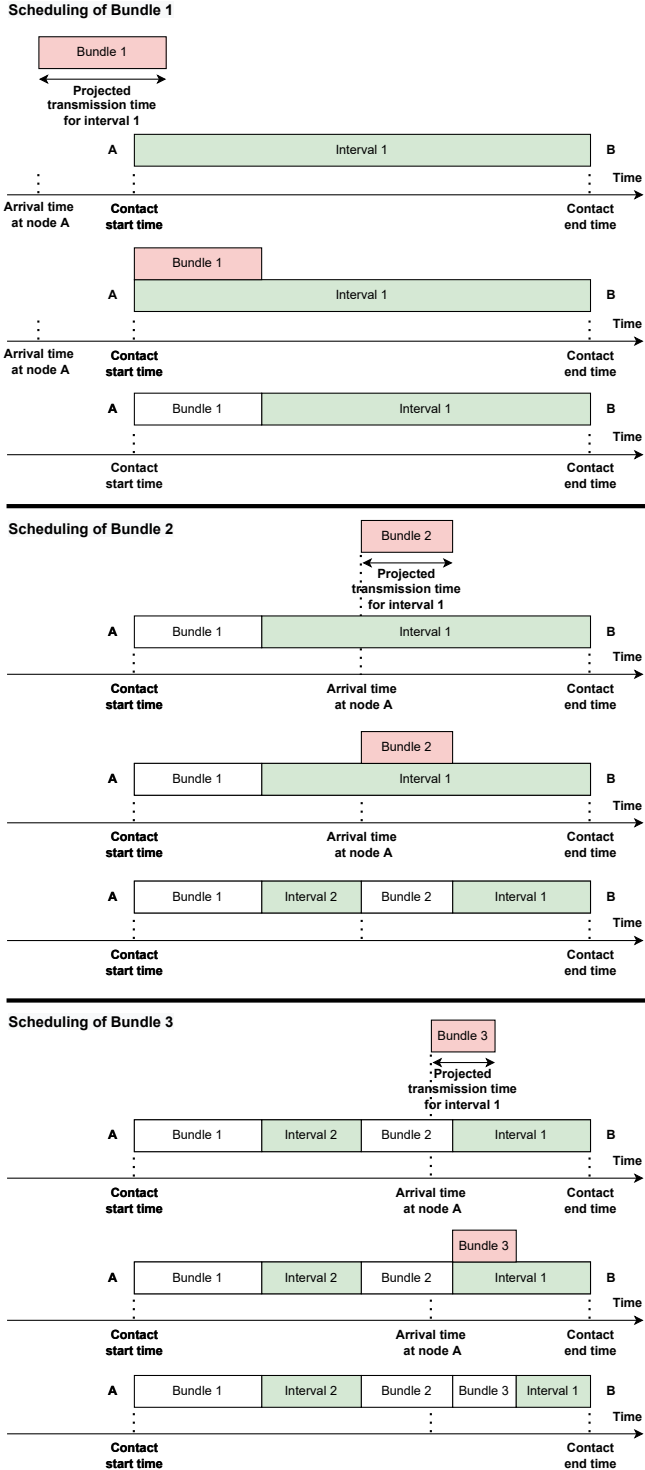 Scheduling of Bundle 1
Bundle 1
Projected
transmission time
for interval 1
A
Interval 1
B
Time
Arrival time
at node A
Contact
start time
Contact
end time
Bundle 1
A
Interval 1
B
Time
Arrival time
at node A
Contact
start time
Contact
end time
A
Bundle 1
Interval 1
B
Time
Contact
start time
Contact
end time
Scheduling of Bundle 2
Bundle 2
Projected
transmission time
for interval 1
A
Bundle 1
Interval 1
B
Time
Contact
start time
Arrival time
at node A
Contact
end time
Bundle 2
A
Bundle 1
Interval 1
B
Time
Contact
start time
Arrival time
at node A
Contact
end time
A
Bundle 1
Interval 2
Bundle 2
Interval 1
B
Time
Contact
start time
Contact
end time
Scheduling of Bundle 3
Bundle 3
Projected
transmission time
for interval 1
A
Bundle 1
Interval 2
Bundle 2
Interval 1
B
Time
Contact
start time
Arrival time
at node A
Contact
end time
Bundle 3
A
Bundle 1
Interval 2
Bundle 2
Interval 1
B
Time
Contact
start time
Arrival time
at node A
Contact
end time
A
Bundle 1
Interval 2
Bundle 2
Bundle 3
Interval 1
B
Time
Contact
start time
Contact
end time